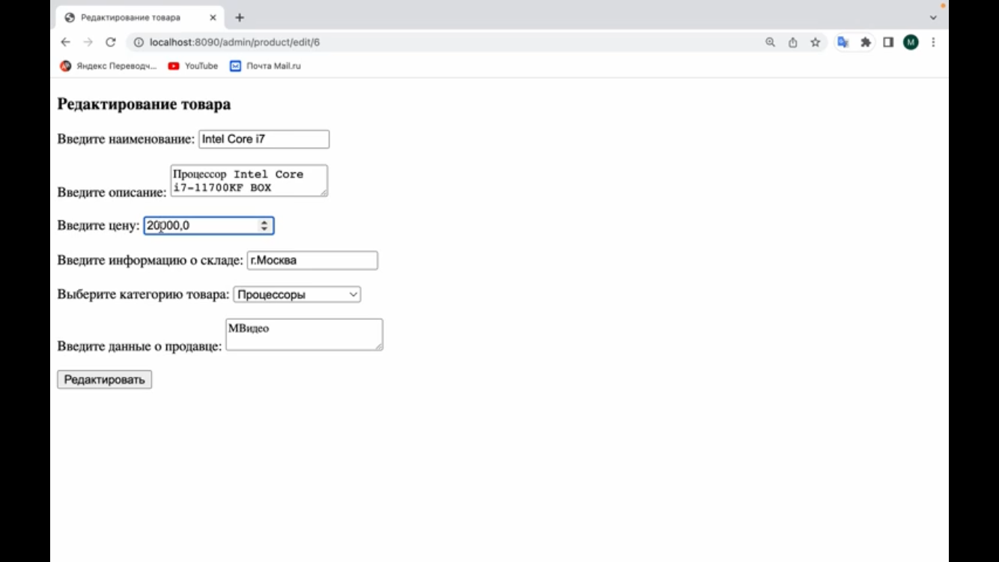 Редактирование товара
localhost:8090/admin/product/edit/6
M
Яндекс Переводч... YouTube Почта Mail.ru
Редактирование товара
Введите наименование: Intel Core i7
Введите описание: Процессор Intel Core
i7-11700KF BOX
Введите цену: 20000,0
Введите информацию о складе: г.Москва
Выберите категорию товара: Процессоры
Введите данные о продавце: МВидео
Редактировать